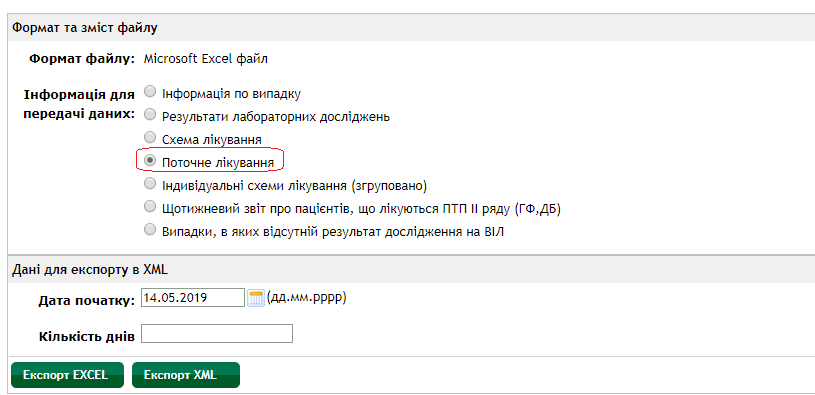 Формат та зміст файлу
Формат файлу: Microsoft Excel файл
Інформація для передачі даних:
Інформація по випадку
Результати лабораторних досліджень
Схема лікування
Поточне лікування
Індивідуальні схеми лікування (згруповано)
Щотижневий звіт про пацієнтів, що лікуються ПТП II ряду (ГФ,ДБ)
Випадки, в яких відсутній результат дослідження на ВІЛ
Дані для експорту в XML
Дата початку: 14.05.2019 (дд.мм.рррр)
Кількість днів
Експорт EXCEL Експорт XML